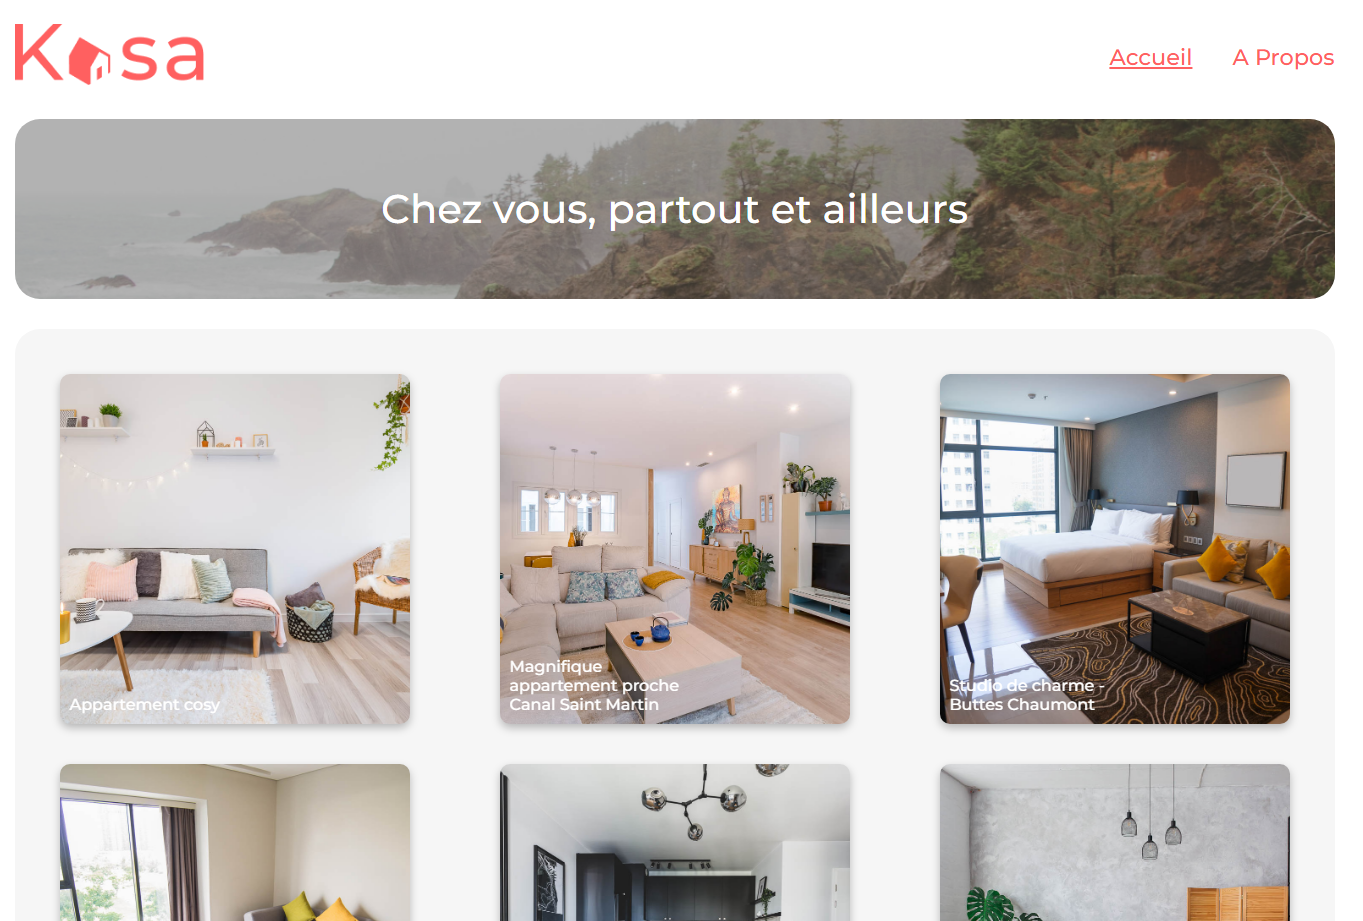 Kasa
Accueil
A Propos
Chez vous, partout et ailleurs
Appartement cosy
Magnifique
appartement proche
Canal Saint Martin
Studio de charme -
Buttes Chaumont